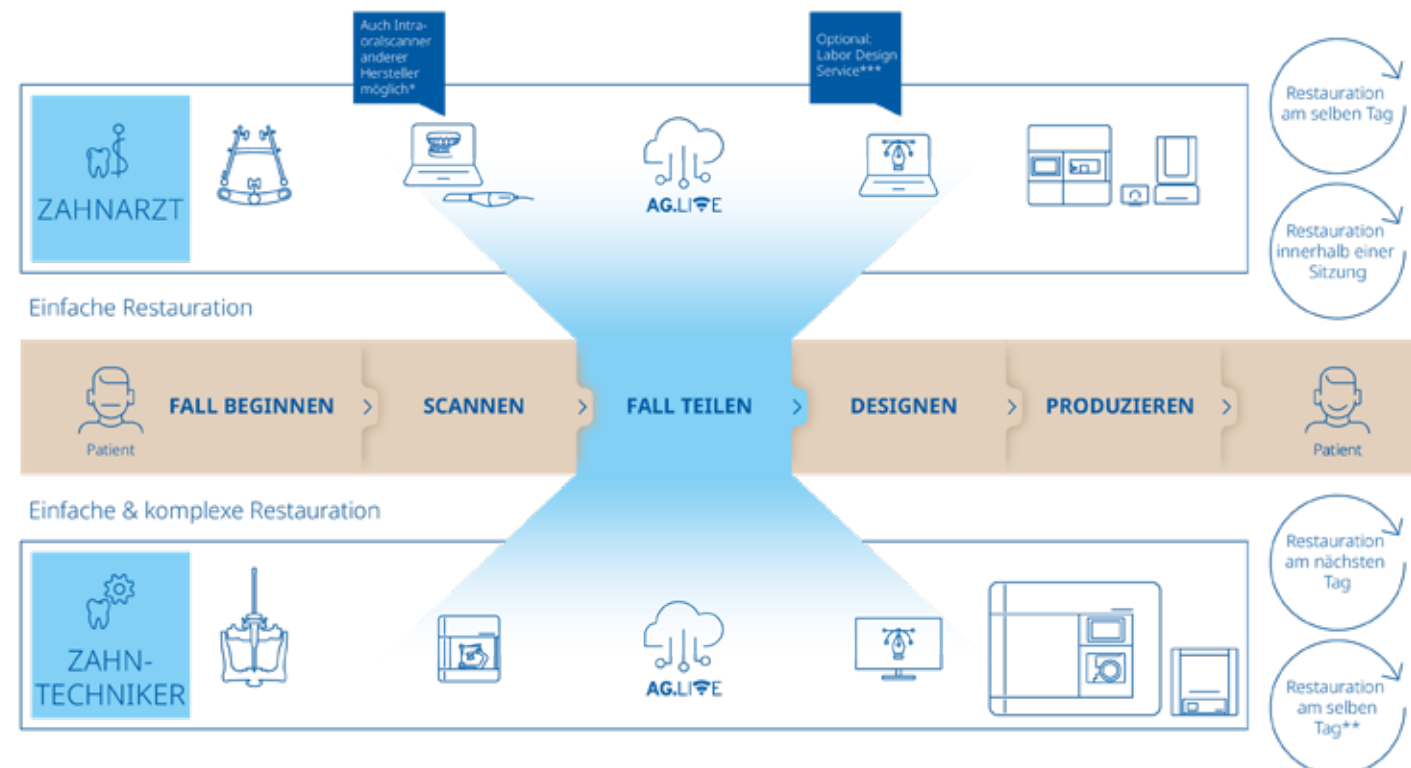 Auch Intra-
oralscanner
anderer
Hersteller
möglich*
Optional:
Labor Design
Service***
ZAHNARZT
AG.LIVE
Restauration
am selben Tag
Restauration
innerhalb einer
Sitzung
Einfache Restauration
Patient
FALL BEGINNEN
SCANNEN
FALL TEILEN
DESIGNEN
PRODUZIEREN
Patient
Einfache & komplexe Restauration
ZAHN-
TECHNIKER
AG.LIVE
Restauration
am nächsten
Tag
Restauration
am selben
Tag**